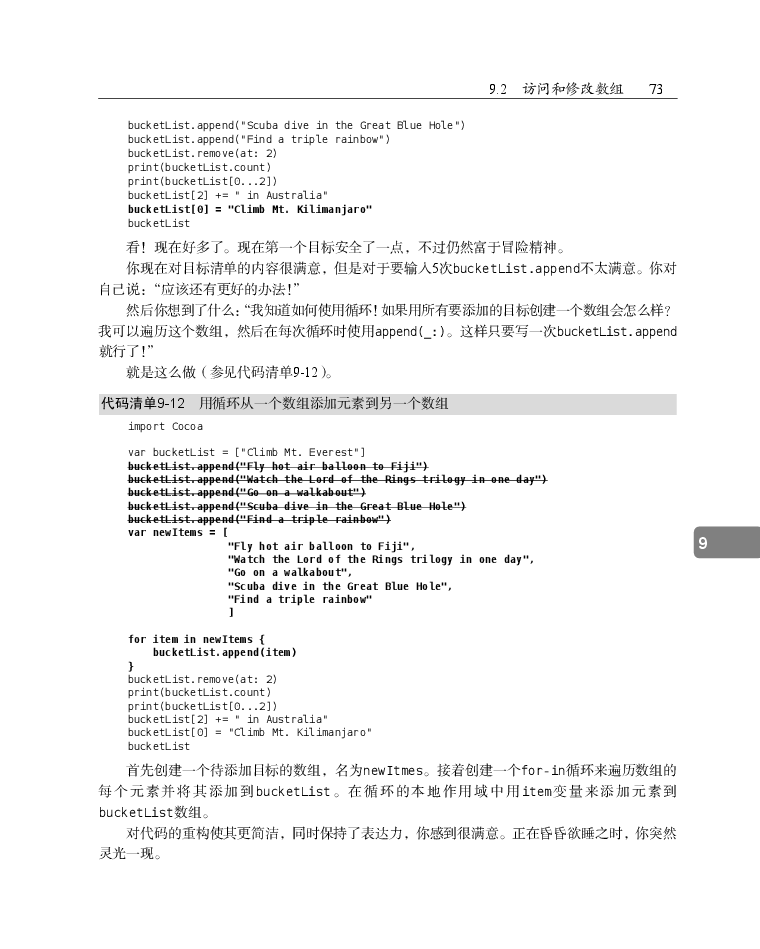 9.2 访问和修改数组 73
bucketList.append("Scuba dive in the Great Blue Hole")
bucketList.append("Find a triple rainbow")
bucketList.remove(at: 2)
print(bucketList.count)
print(bucketList[0...2])
bucketList[2] += " in Australia"
bucketList[0] = "Climb Mt. Kilimanjaro"
bucketList
看！现在好多了。现在第一个目标安全了一点，不过仍然富于冒险精神。
你现在对目标清单的内容很满意，但是对于要输入5次bucketList.append不太满意。你对
自己说：“应该还有更好的办法！”
然后你想到了什么：“我知道如何使用循环！如果用所有要添加的目标创建一个数组会怎么样？
我可以遍历这个数组，然后在每次循环时使用append(_:)。这样只要写一次bucketList.append
就行了！”
就是这么做（参见代码清单9-12）。
代码清单9-12 用循环从一个数组添加元素到另一个数组
import Cocoa
var bucketList = ["Climb Mt. Everest"]
bucketList.append("Fly hot air balloon to Fiji")
bucketList.append("Watch the Lord of the Rings trilogy in one day")
bucketList.append("Go on a walkabout")
bucketList.append("Scuba dive in the Great Blue Hole")
bucketList.append("Find a triple rainbow")
var newItems = [
"Fly hot air balloon to Fiji",
"Watch the Lord of the Rings trilogy in one day",
"Go on a walkabout",
"Scuba dive in the Great Blue Hole",
"Find a triple rainbow"
]
9
for item in newItems {
bucketList.append(item)
}
bucketList.remove(at: 2)
print(bucketList.count)
print(bucketList[0...2])
bucketList[2] += " in Australia"
bucketList[0] = "Climb Mt. Kilimanjaro"
bucketList
首先创建一个待添加目标的数组，名为newItmes。接着创建一个for-in循环来遍历数组的
每个元素并将其添加到bucketList。在循环的本地作用域中用item变量来添加元素到
bucketList数组。
对代码的重构使其更简洁，同时保持了表达力，你感到很满意。正在昏昏欲睡之时，你突然
灵光一现。